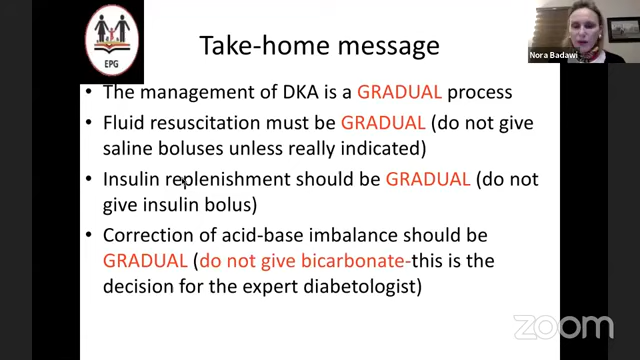 EPG
Take-home message
Nora Badawi
• The management of DKA is a GRADUAL process
• Fluid resuscitation must be GRADUAL (do not give
saline boluses unless really indicated)
• Insulin replenishment should be GRADUAL (do not
give insulin bolus)
• Correction of acid-base imbalance should be
GRADUAL (do not give bicarbonate-this is the
decision for the expert diabetologist)
zoom